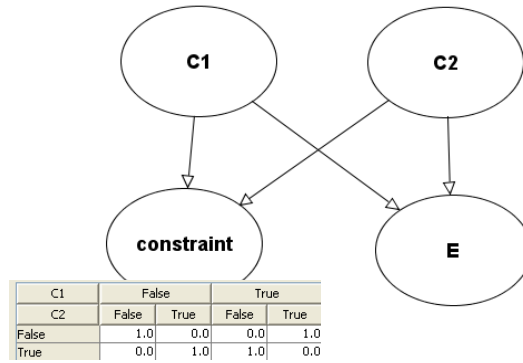 C1 C2
constraint E
C1 False True
C2 False True False True
False 1.0 0.0 0.0 1.0
True 0.0 1.0 1.0 0.0